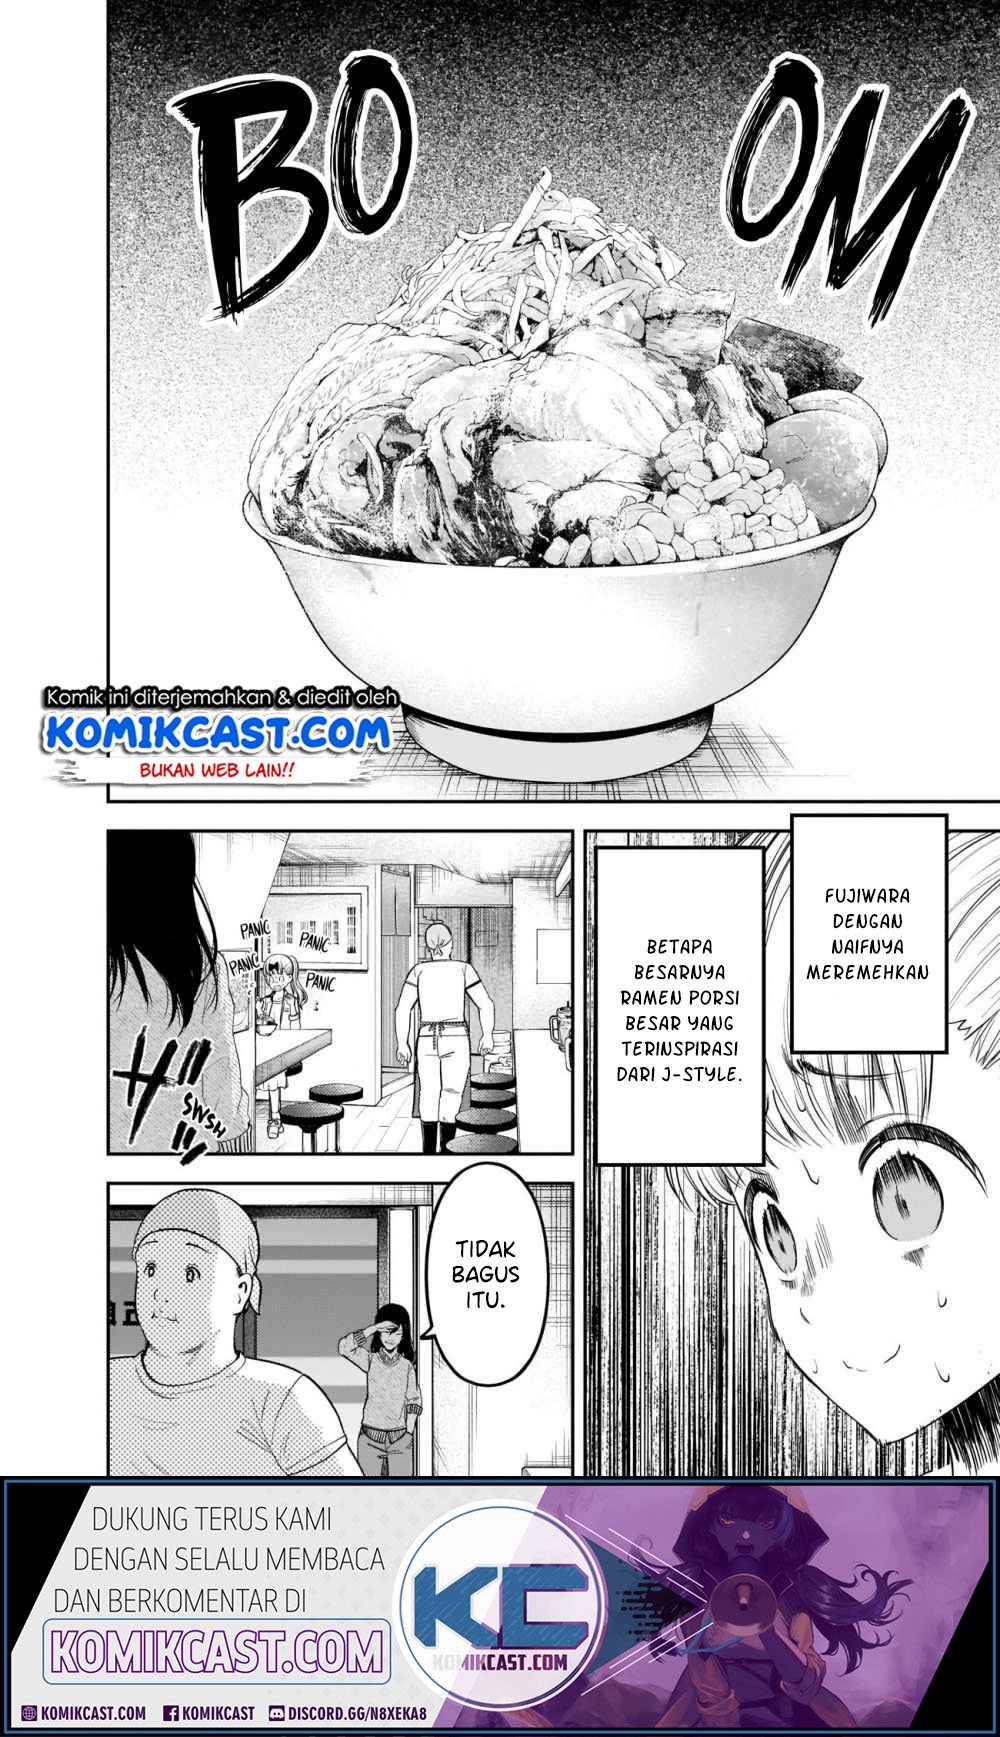 BOOM
Komik ini diterjemahkan & diedit oleh
KOMIKCAST.COM
BUKAN WEB LAIN!!
FUJIWARA
DENGAN
NAIFNYA
MEREMEHKAN
BETAPA
BESARNYA
RAMEN PORSI
BESAR YANG
TERINSPIRASI
DARI J-STYLE.
PANIC
PANIC
PANIC
PANIC
SWSH
TIDAK
BAGUS
ITU.
DUKUNG TERUS KAMI
DENGAN SELALU MEMBACA
DAN BERKOMENTAR DI
KOMIKCAST.COM
KOMIKCAST.COM
KOMIKCAST
DISCORD.GG/N8XEKA8
KC
KOMIKCAST.COM